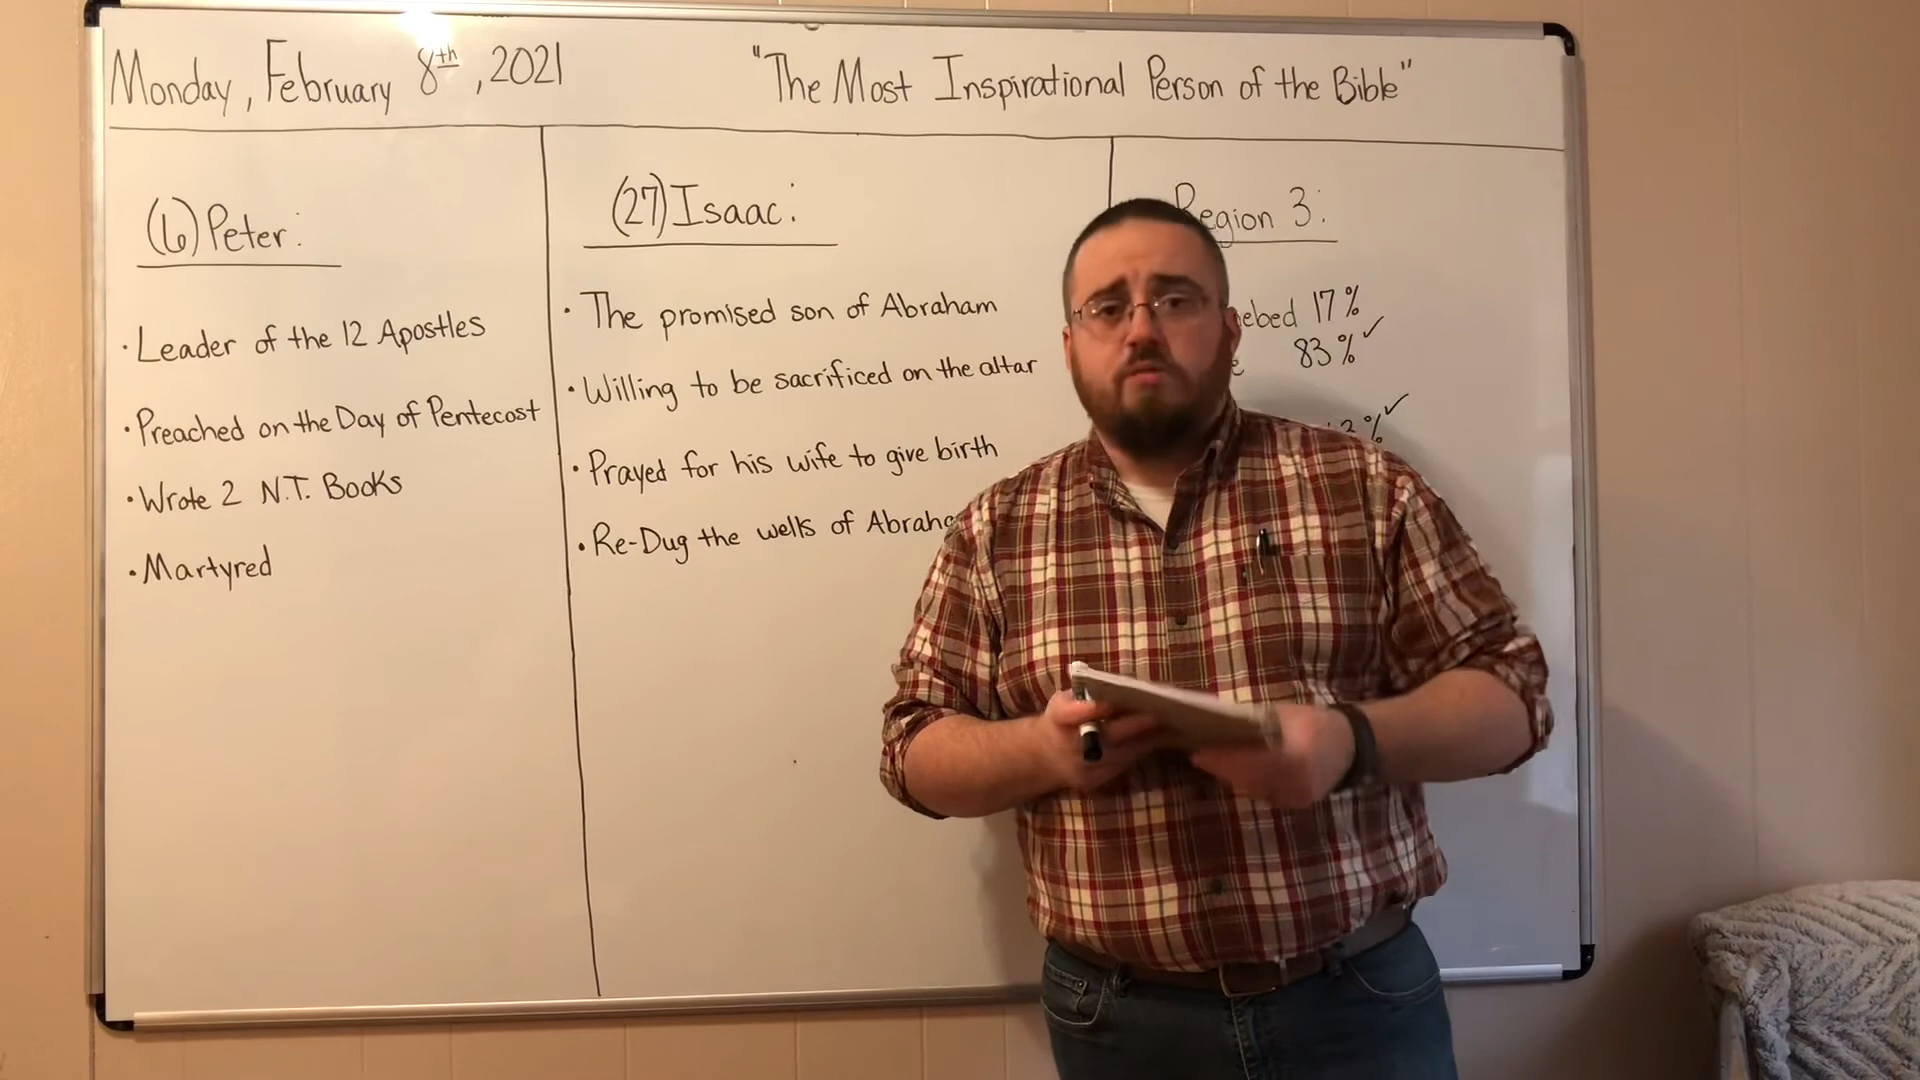 Monday, February 8th, 2021
"The Most Inspirational Person of the Bible"
(6) Peter:
• Leader of the 12 Apostles
• Preached on the Day of Pentecost
• Wrote 2 N.T. Books
• Martyred
(27) Isaac:
• The promised son of Abraham
• Willing to be sacrificed on the altar
• Prayed for his wife to give birth
• Re-Dug the wells of
Region 3:
17%
83% ✓